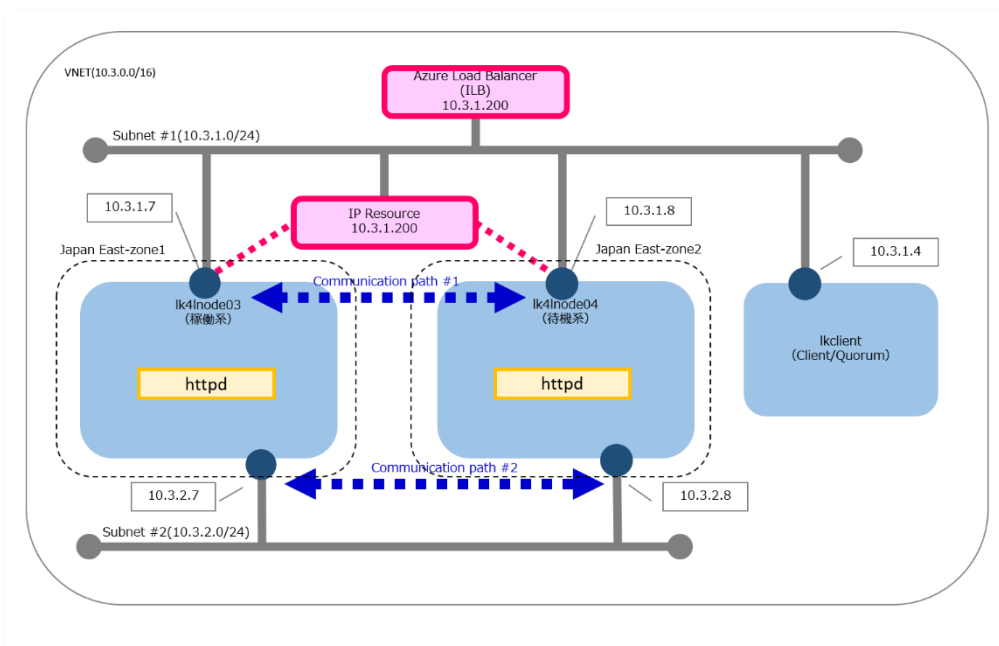 VNET(10.3.0.0/16)
Azure Load Balancer
(ILB)
10.3.1.200
Subnet #1(10.3.1.0/24)
10.3.1.7
IP Resource
10.3.1.200
10.3.1.8
Japan East-zone1
Japan East-zone2
10.3.1.4
Communication path #1
lk4lnode03
（稼働系）
lk4lnode04
（待機系）
lkclient
（Client/Quorum）
httpd
httpd
Communication path #2
10.3.2.7
10.3.2.8
Subnet #2(10.3.2.0/24)